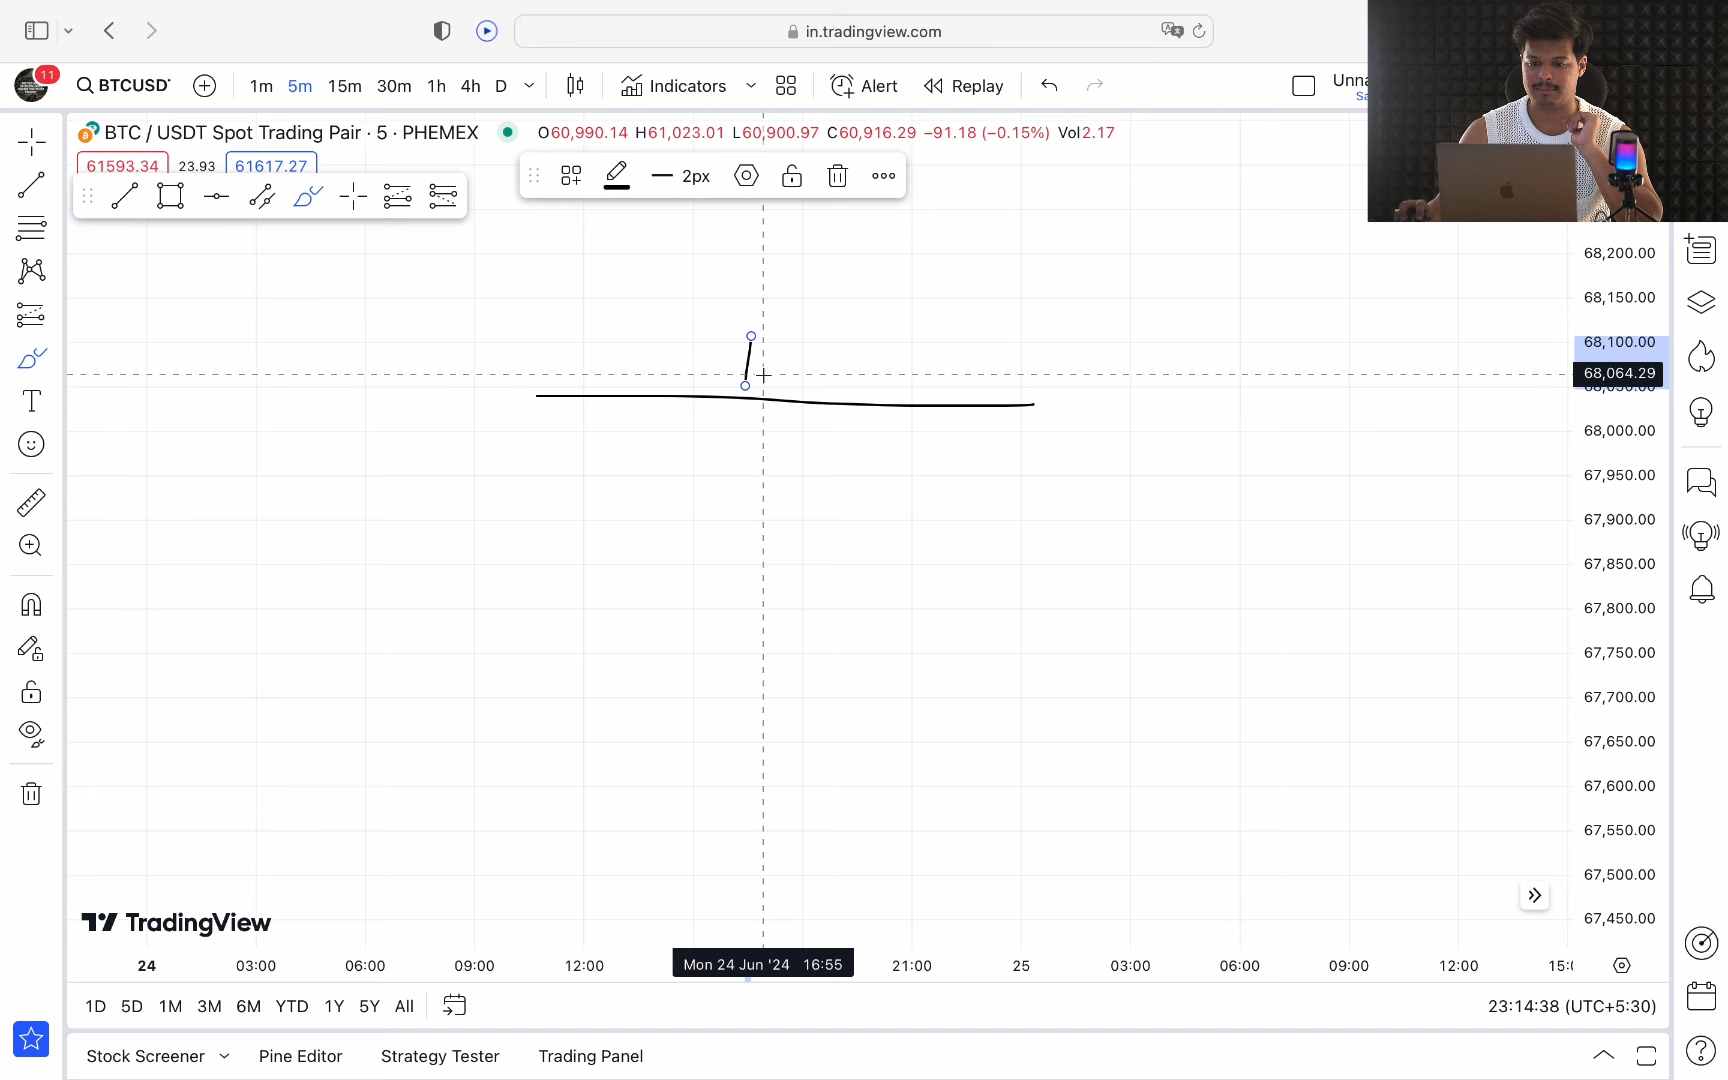 in.tradingview.com
11
BTCUSD
1m 5m 15m 30m 1h 4h D Indicators Alert Replay Unna
Sa
BTC / USDT Spot Trading Pair · 5 · PHEMEX O60,990.14 H61,023.01 L60,900.97 C60,916.29 −91.18 (−0.15%) Vol2.17
61593.34 23.93 61617.27
2px
68,200.00
68,150.00
68,100.00
68,064.29
68,000.00
67,950.00
67,900.00
67,850.00
67,800.00
67,750.00
67,700.00
67,650.00
67,600.00
67,550.00
67,500.00
67,450.00
TradingView
24 03:00 06:00 09:00 12:00 Mon 24 Jun '24 16:55 21:00 25 03:00 06:00 09:00 12:00 15:
1D 5D 1M 3M 6M YTD 1Y 5Y All 23:14:38 (UTC+5:30)
Stock Screener Pine Editor Strategy Tester Trading Panel